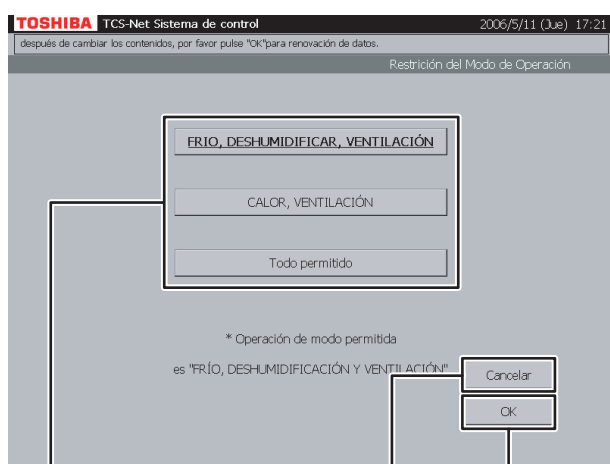 TOSHIBA TCS-Net Sistema de control 2006/5/11 (Jue) 17:21
después de cambiar los contenidos, por favor pulse "OK"para renovación de datos.
Restrición del Modo de Operación
FRIO, DESHUMIDIFICAR, VENTILACIÓN
CALOR, VENTILACIÓN
Todo permitido
* Operación de modo permitida
es "FRÍO, DESHUMIDIFICACIÓN Y VENTILACIÓN"
Cancelar
OK